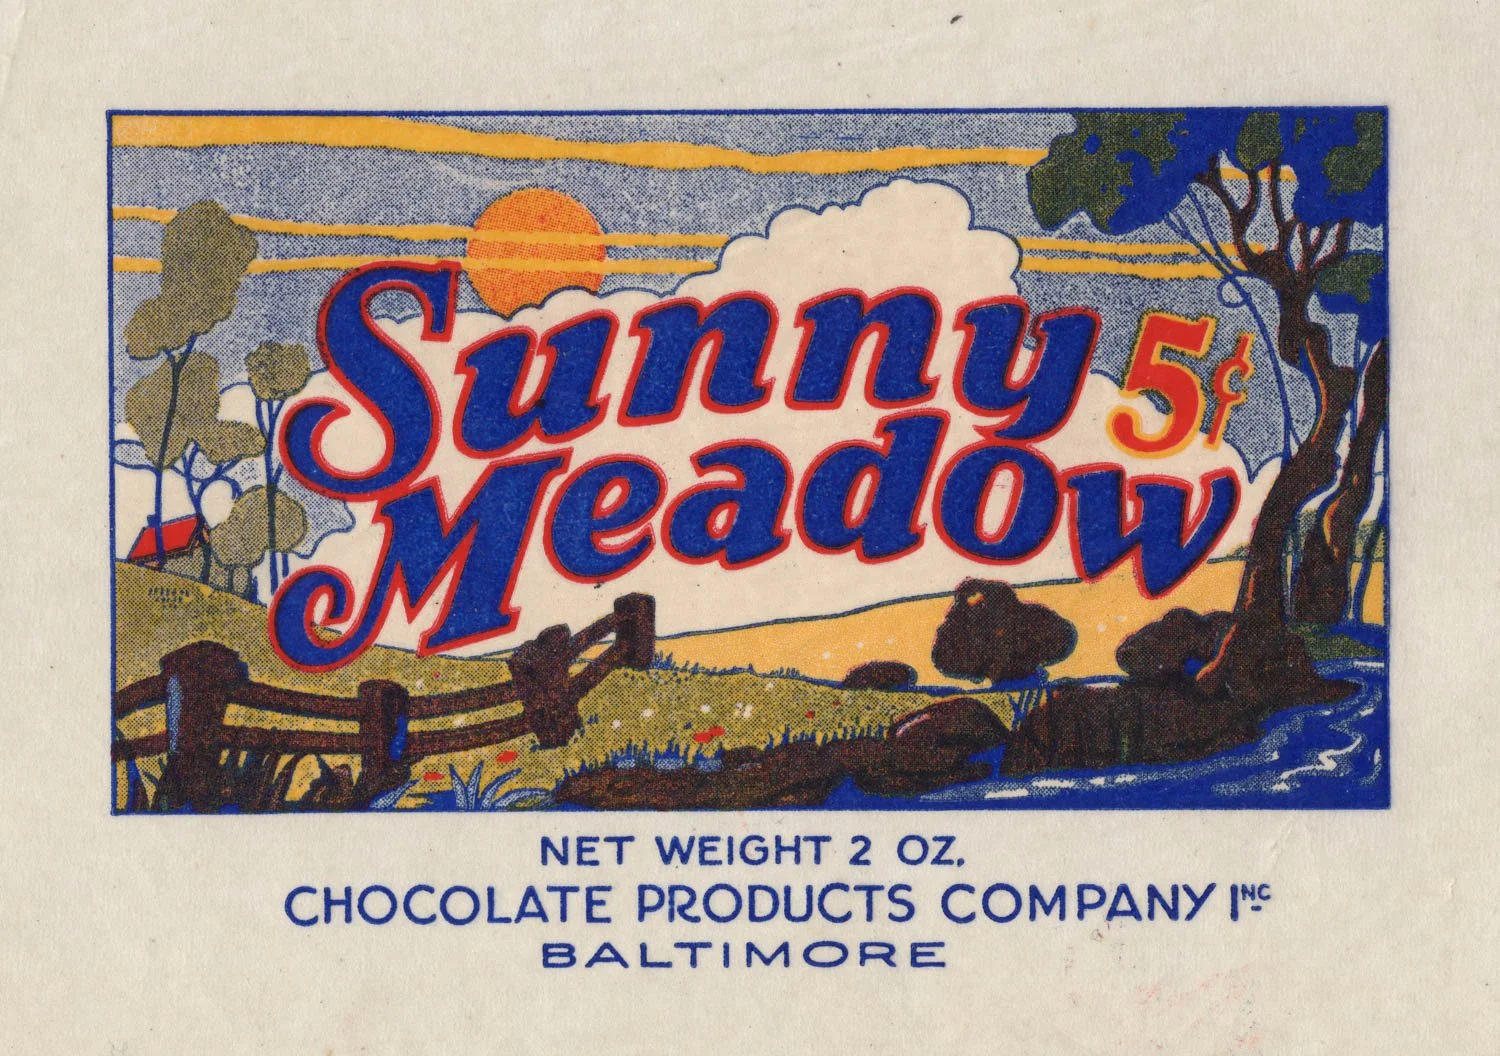 Sunny
Meadow
5¢
NET WEIGHT 2 OZ.
CHOCOLATE PRODUCTS COMPANY INC
BALTIMORE